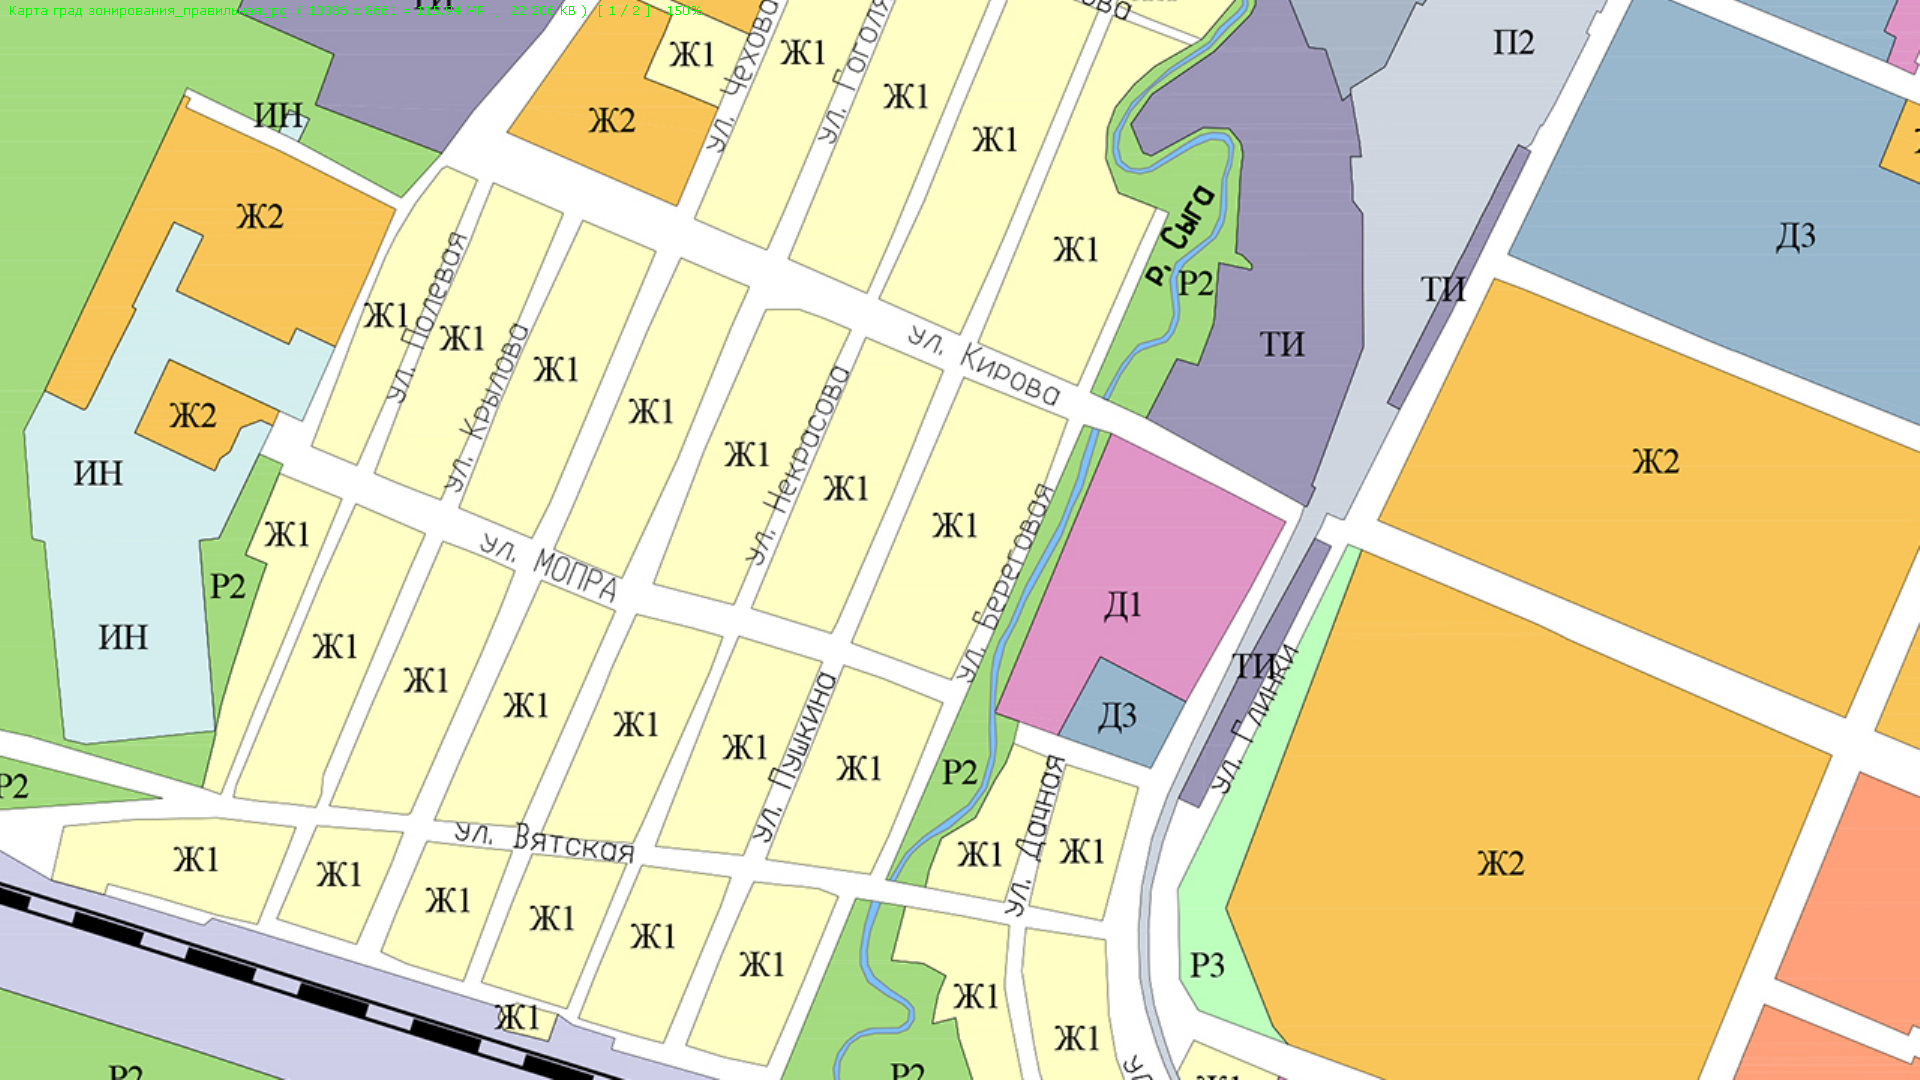 ТИ
ова
П2
Ж1
Ж1
ул. Чехова
ул. Гоголя
Ж1
ИН
Ж2
Ж1
Ж2
р. Сыга
Ж1
Д3
Р2
ТИ
Ж1
ул. Полевая
Ж1
ТИ
ул. Кирова
Ж1
ул. Крылова
Ж1
Ж2
ул. Некрасова
Ж1
Ж2
ИН
Ж1
Ж1
Ж1
ул. МОПРА
ул. Береговая
Р2
Д1
ИН
Ж1
Ж1
ТИ
ул. Глинки
Ж1
Ж1
Д3
Ж1
ул. Пушкина
Ж1
Р2
Р2
ул. Вятская
ул. Дачная
Ж1
Ж1
Ж1
Ж1
Ж2
Ж1
Ж1
Ж1
Ж1
Р3
Ж1
Ж1
Ж1
Ж1
Р2
Р2
Ж1